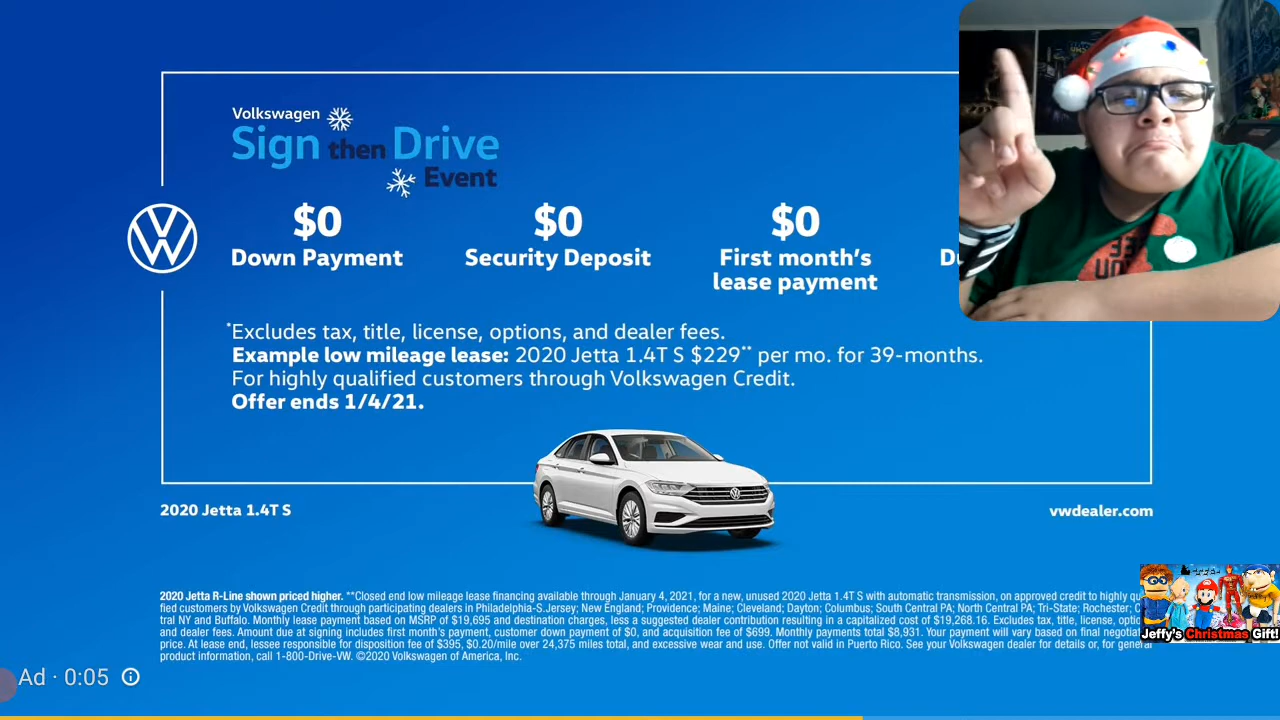 Volkswagen
Sign then Drive
Event
$0 $0 $0
Down Payment Security Deposit First month's
lease payment
*Excludes tax, title, license, options, and dealer fees.
Example low mileage lease: 2020 Jetta 1.4T S $229** per mo. for 39-months.
For highly qualified customers through Volkswagen Credit.
Offer ends 1/4/21.
2020 Jetta 1.4T S
vwdealer.com
2020 Jetta R-Line shown priced higher. **Closed end low mileage lease financing available through January 4, 2021, for a new, unused 2020 Jetta 1.4T S with automatic transmission, on approved credit to highly
fied customers by Volkswagen Credit through participating dealers in Philadelphia-S.Jersey; New England; Providence; Maine; Cleveland; Dayton; Columbus; South Central PA; North Central PA; Tri-State; Rochester;
tral NY and Buffalo. Monthly lease payment based on MSRP of $19,695 and destination charges, less a suggested dealer contribution resulting in a capitalized cost of $19,268.16. Excludes tax, title, license,
and dealer fees. Amount due at signing includes first month's payment, customer down payment of $0, and acquisition fee of $699. Monthly payments total $8,931. Your payment will vary based on final
price. At lease end, lessee responsible for disposition fee of $395, $0.20/mile over 24,375 miles total, and excessive wear and use. Offer not valid in Puerto Rico. See your Volkswagen dealer for details or, for general
product information, call 1-800-Drive-VW. ©2020 Volkswagen of America, Inc.
Jeffy's Christmas Gift!
Ad · 0:05